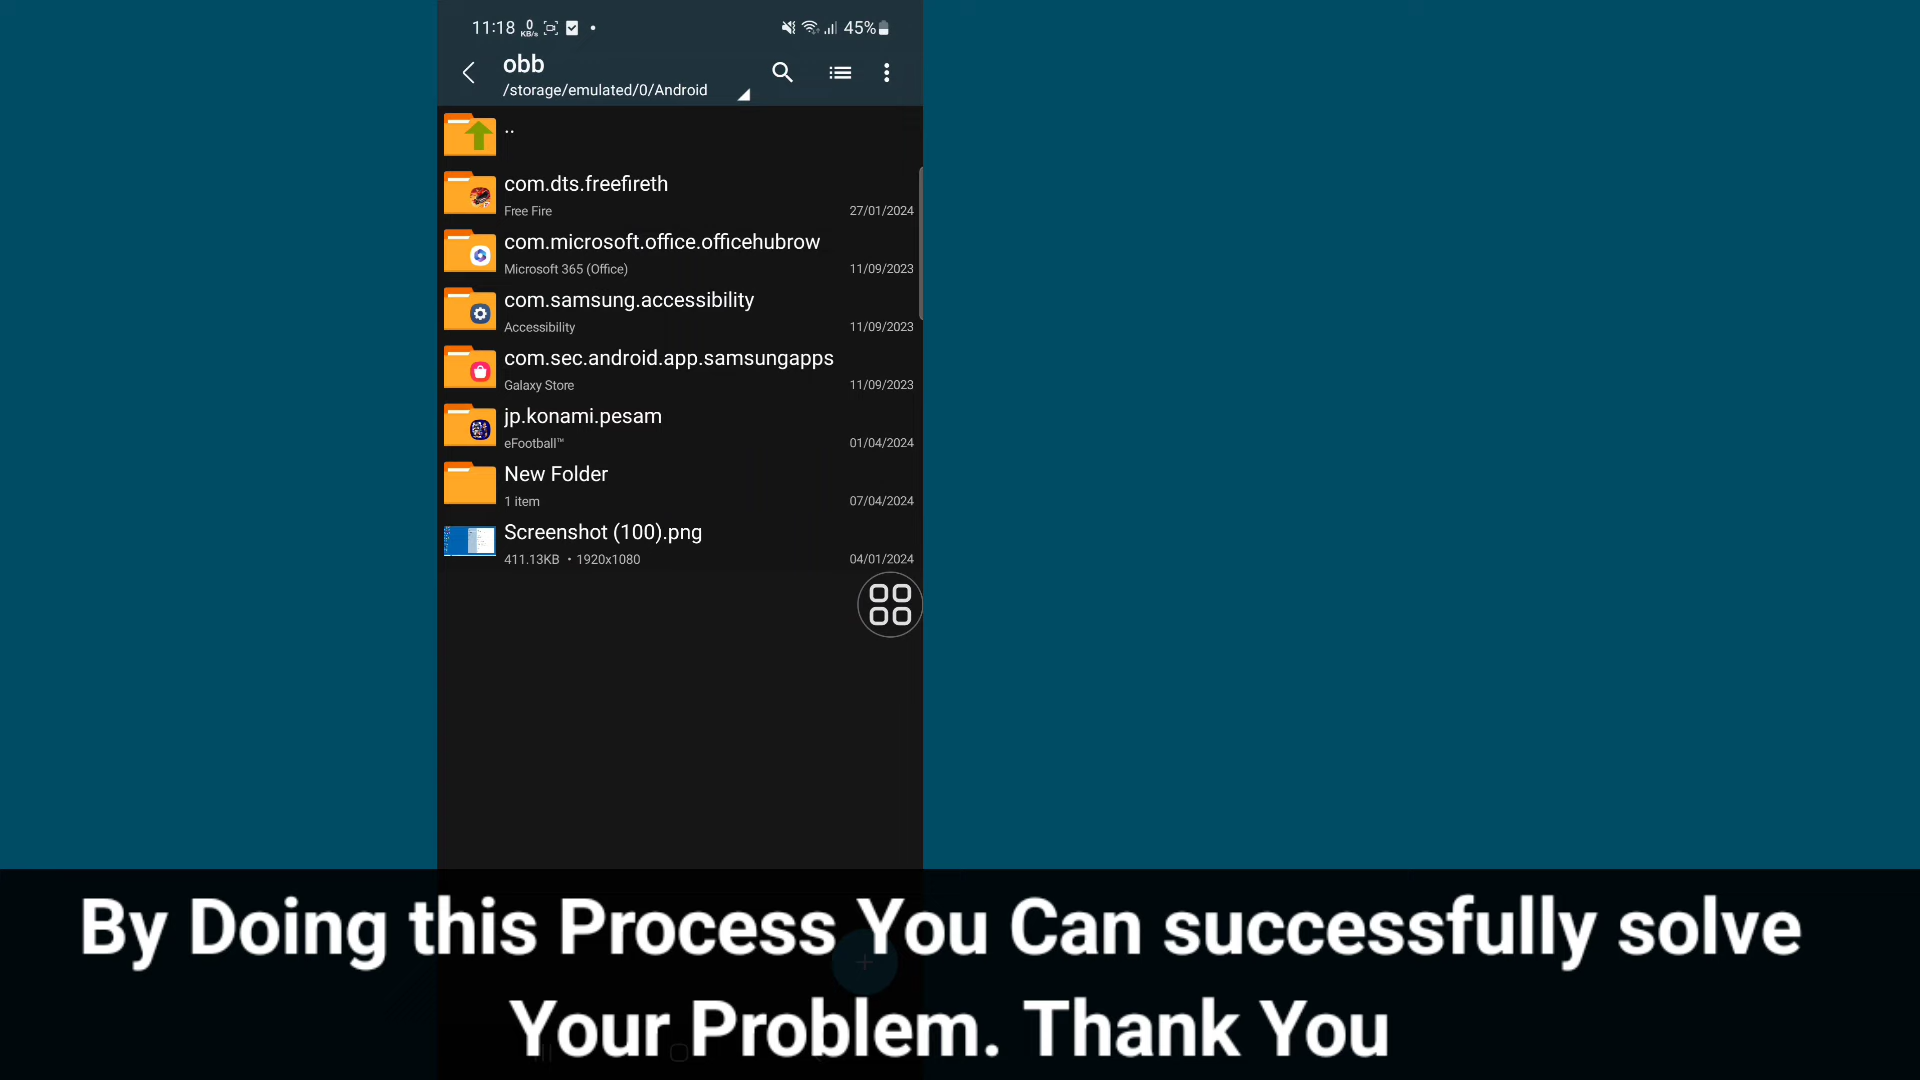 11:18 0 KB/s 45%
obb
/storage/emulated/0/Android
..
com.dts.freefireth
Free Fire 27/01/2024
com.microsoft.office.officehubrow
Microsoft 365 (Office) 11/09/2023
com.samsung.accessibility
Accessibility 11/09/2023
com.sec.android.app.samsungapps
Galaxy Store 11/09/2023
jp.konami.pesam
eFootball™ 01/04/2024
New Folder
1 item 07/04/2024
Screenshot (100).png
411.13KB • 1920x1080 04/01/2024
By Doing this Process You Can successfully solve
Your Problem. Thank You